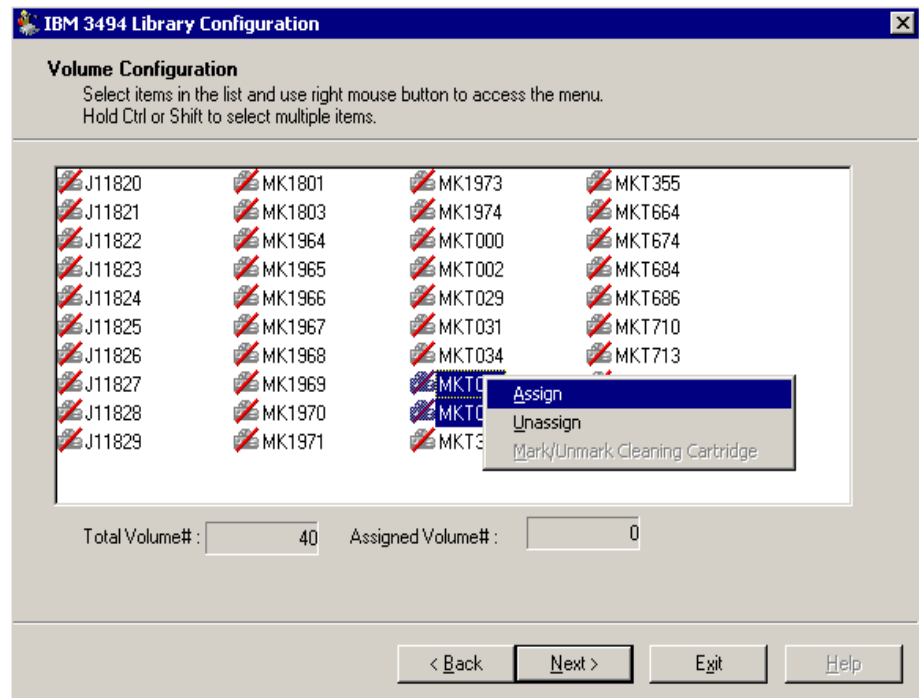 IBM 3494 Library Configuration
Volume Configuration
Select items in the list and use right mouse button to access the menu.
Hold Ctrl or Shift to select multiple items.
J11820 MK1801 MK1973 MKT355
J11821 MK1803 MK1974 MKT664
J11822 MK1964 MKT000 MKT674
J11823 MK1965 MKT002 MKT684
J11824 MK1966 MKT029 MKT686
J11825 MK1967 MKT031 MKT710
J11826 MK1968 MKT034 MKT713
J11827 MK1969
J11828 MK1970
J11829 MK1971
Assign
Unassign
Mark/Unmark Cleaning Cartridge
Total Volume# : 40 Assigned Volume# : 0
< Back Next > Exit Help